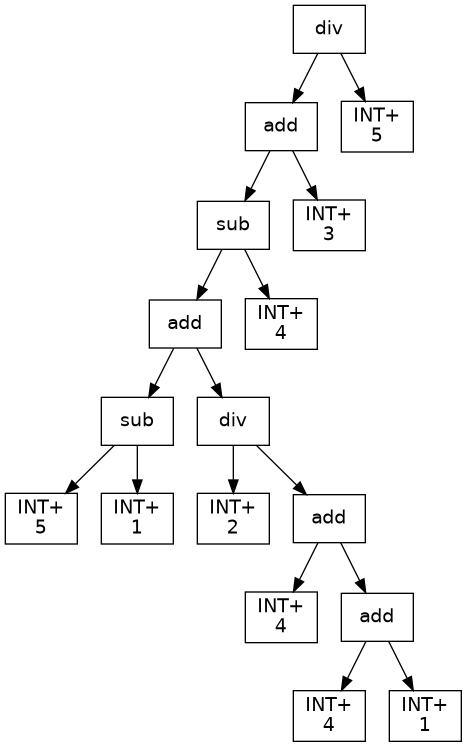 div
add
INT+
5
sub
INT+
3
add
INT+
4
sub
div
INT+
5
INT+
1
INT+
2
add
INT+
4
add
INT+
4
INT+
1